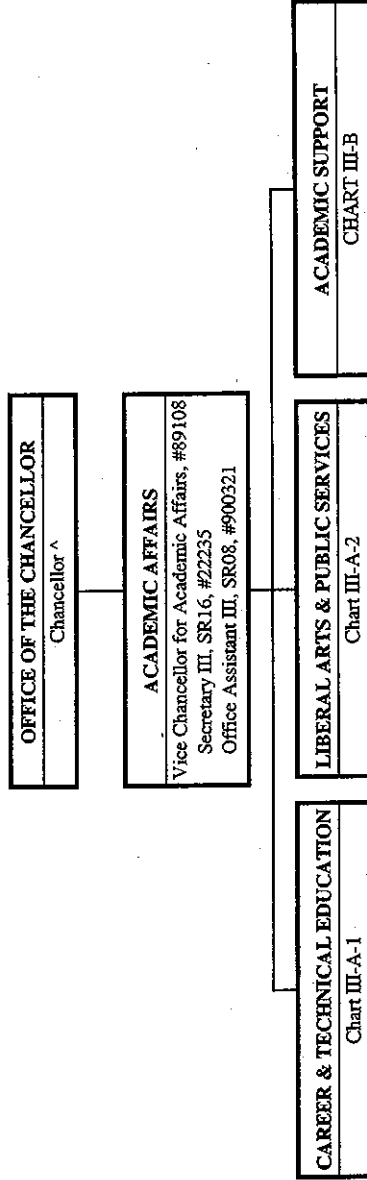 OFFICE OF THE CHANCELLOR
Chancellor ^
ACADEMIC AFFAIRS
Vice Chancellor for Academic Affairs, #89108
Secretary III, SR16, #22235
Office Assistant III, SR08, #900321
CAREER & TECHNICAL EDUCATION
Chart III-A-1
LIBERAL ARTS & PUBLIC SERVICES
Chart III-A-2
ACADEMIC SUPPORT
CHART III-B